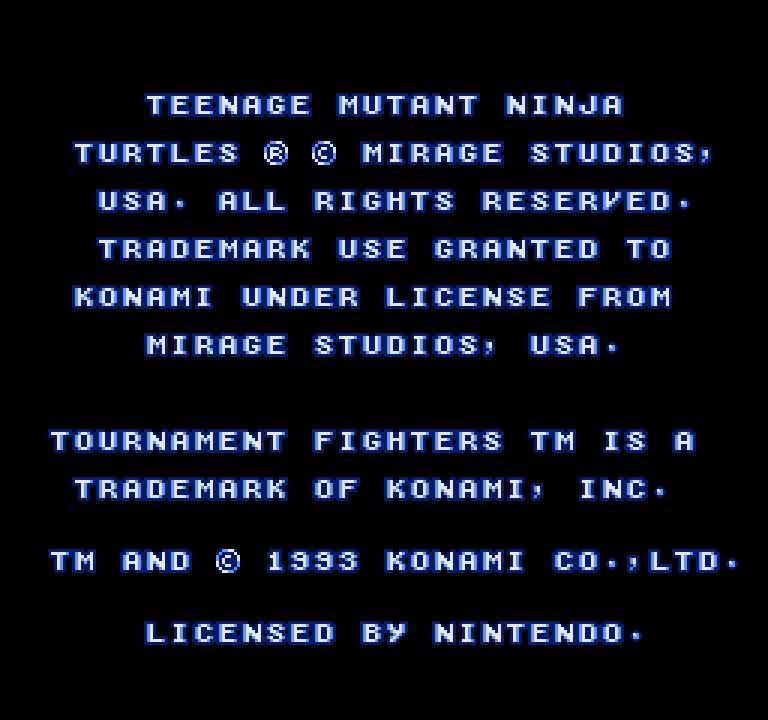 TEENAGE MUTANT NINJA
TURTLES ® © MIRAGE STUDIOS,
USA. ALL RIGHTS RESERVED.
TRADEMARK USE GRANTED TO
KONAMI UNDER LICENSE FROM
MIRAGE STUDIOS, USA.
TOURNAMENT FIGHTERS TM IS A
TRADEMARK OF KONAMI, INC.
TM AND © 1993 KONAMI CO.,LTD.
LICENSED BY NINTENDO.